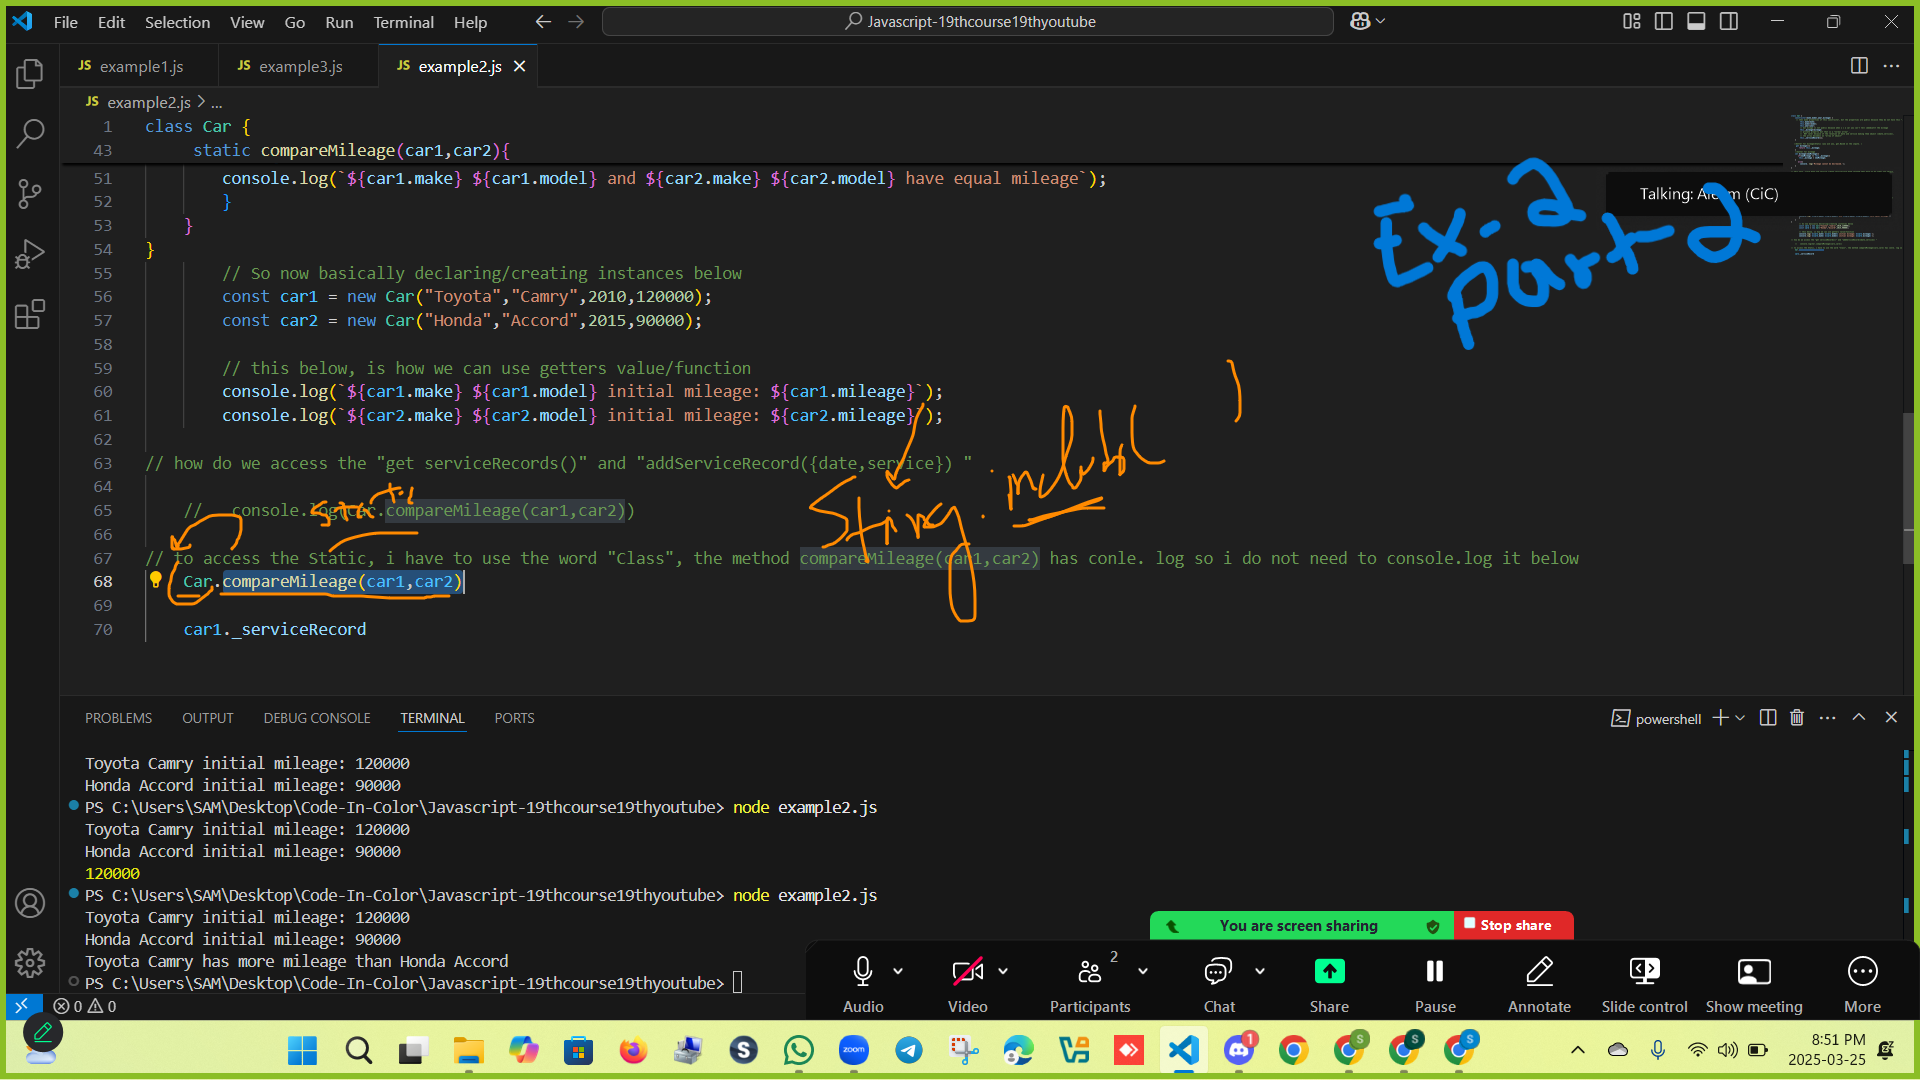 File Edit Selection View Go Run Terminal Help
Javascript-19thcourse19thyoutube
JS example1.js JS example3.js JS example2.js
JS example2.js > ...
1 class Car {
43 static compareMileage(car1,car2){
51 console.log(`${car1.make} ${car1.model} and ${car2.make} ${car2.model} have equal mileage`);
52 }
53 }
54 }
55 // So now basically declaring/creating instances below
56 const car1 = new Car("Toyota","Camry",2010,120000);
57 const car2 = new Car("Honda","Accord",2015,90000);
58
59 // this below, is how we can use getters value/function
60 console.log(`${car1.make} ${car1.model} initial mileage: ${car1.mileage}`);
61 console.log(`${car2.make} ${car2.model} initial mileage: ${car2.mileage}`);
62
63 // how do we access the "get serviceRecords()" and "addServiceRecord({date,service}) "
64
65 // console.log(Car.compareMileage(car1,car2))
66
67 // to access the Static, i have to use the word "Class", the method compareMileage(car1,car2) has conle. log so i do not need to console.log it below
68 Car.compareMileage(car1,car2)
69
70 car1._serviceRecord
Talking: (CiC)
Ex-2
part-2
static
String.
PROBLEMS OUTPUT DEBUG CONSOLE TERMINAL PORTS
powershell
Toyota Camry initial mileage: 120000
Honda Accord initial mileage: 90000
PS C:\Users\SAM\Desktop\Code-In-Color\Javascript-19thcourse19thyoutube> node example2.js
Toyota Camry initial mileage: 120000
Honda Accord initial mileage: 90000
120000
PS C:\Users\SAM\Desktop\Code-In-Color\Javascript-19thcourse19thyoutube> node example2.js
Toyota Camry initial mileage: 120000
Honda Accord initial mileage: 90000
Toyota Camry has more mileage than Honda Accord
PS C:\Users\SAM\Desktop\Code-In-Color\Javascript-19thcourse19thyoutube>
You are screen sharing Stop share
2
Audio Video Participants Chat Share Pause Annotate Slide control Show meeting More
0 0
zoom
1
8:51 PM
2025-03-25